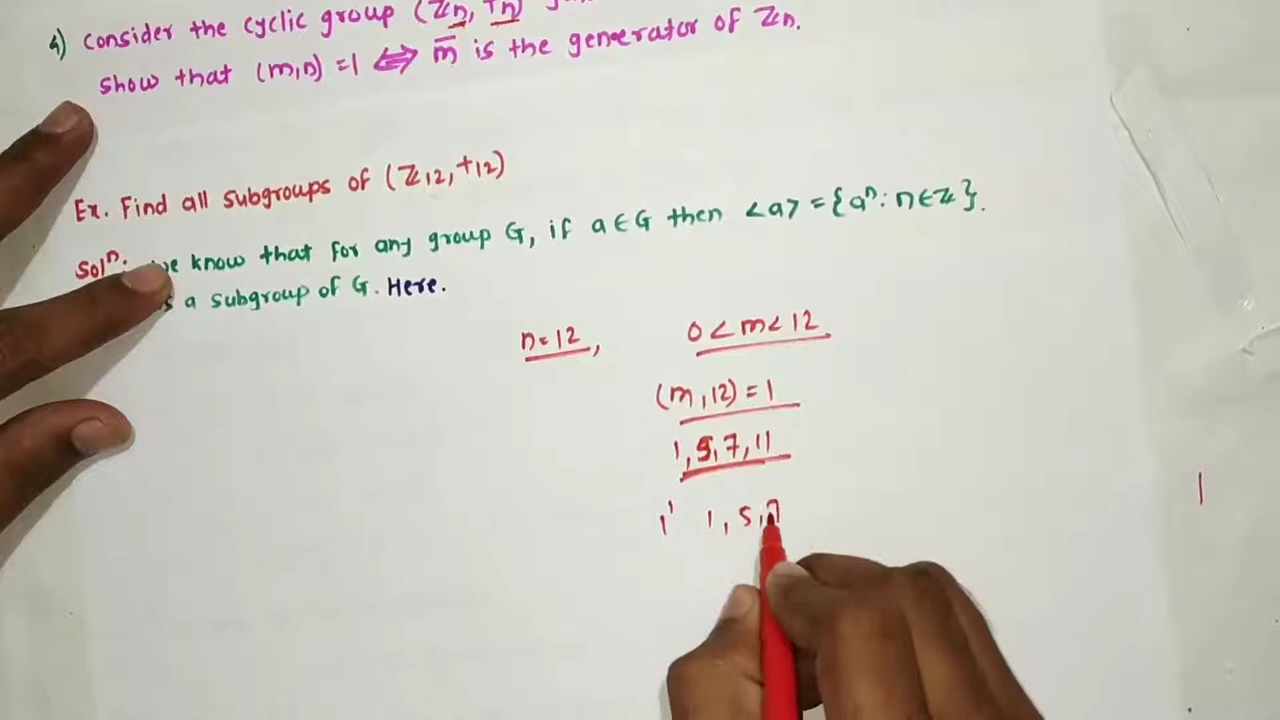 4) Consider the cyclic group (ℤn, +n)
show that (m,n) = 1 ⟺ m̄ is the generator of ℤn.
Ex. Find all subgroups of (ℤ12, +12)
Solⁿ: we know that for any group G, if a ∈ G then <a> = {aⁿ : n ∈ ℤ}.
a subgroup of G. Here.
n = 12, 0 < m < 12
(m, 12) = 1
1, 5, 7, 11
1, 5, 7